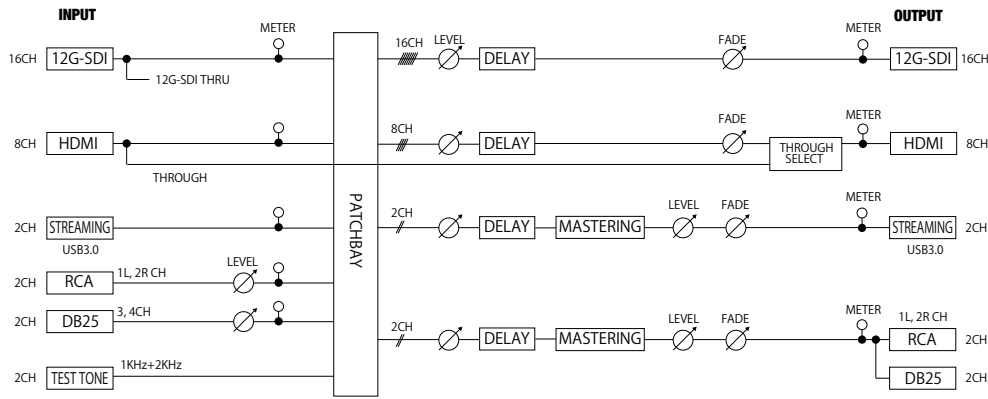 INPUT
OUTPUT
METER
16CH
LEVEL
FADE
METER
16CH
12G-SDI
DELAY
12G-SDI
16CH
12G-SDI THRU
8CH
FADE
METER
8CH
HDMI
DELAY
THROUGH
SELECT
HDMI
8CH
THROUGH
PATCHBAY
2CH
LEVEL
FADE
METER
2CH
STREAMING
DELAY
MASTERING
STREAMING
2CH
USB3.0
USB3.0
LEVEL
2CH
RCA
1L, 2R CH
2CH
DB25
3, 4CH
2CH
LEVEL
FADE
METER
1L, 2R CH
DELAY
MASTERING
RCA
2CH
2CH
TEST TONE
1KHz+2KHz
DB25
2CH